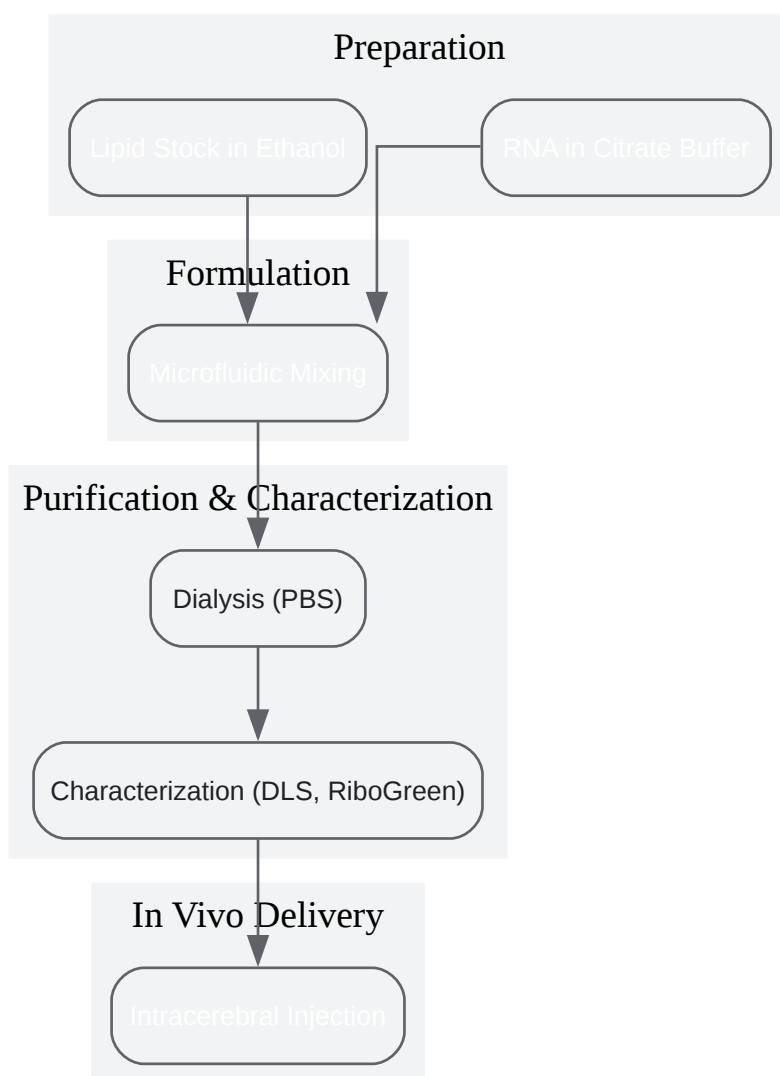 Preparation
Lipid Stock in Ethanol
RNA in Citrate Buffer
Formulation
Microfluidic Mixing
Purification & Characterization
Dialysis (PBS)
Characterization (DLS, RiboGreen)
In Vivo Delivery
Intracerebral Injection